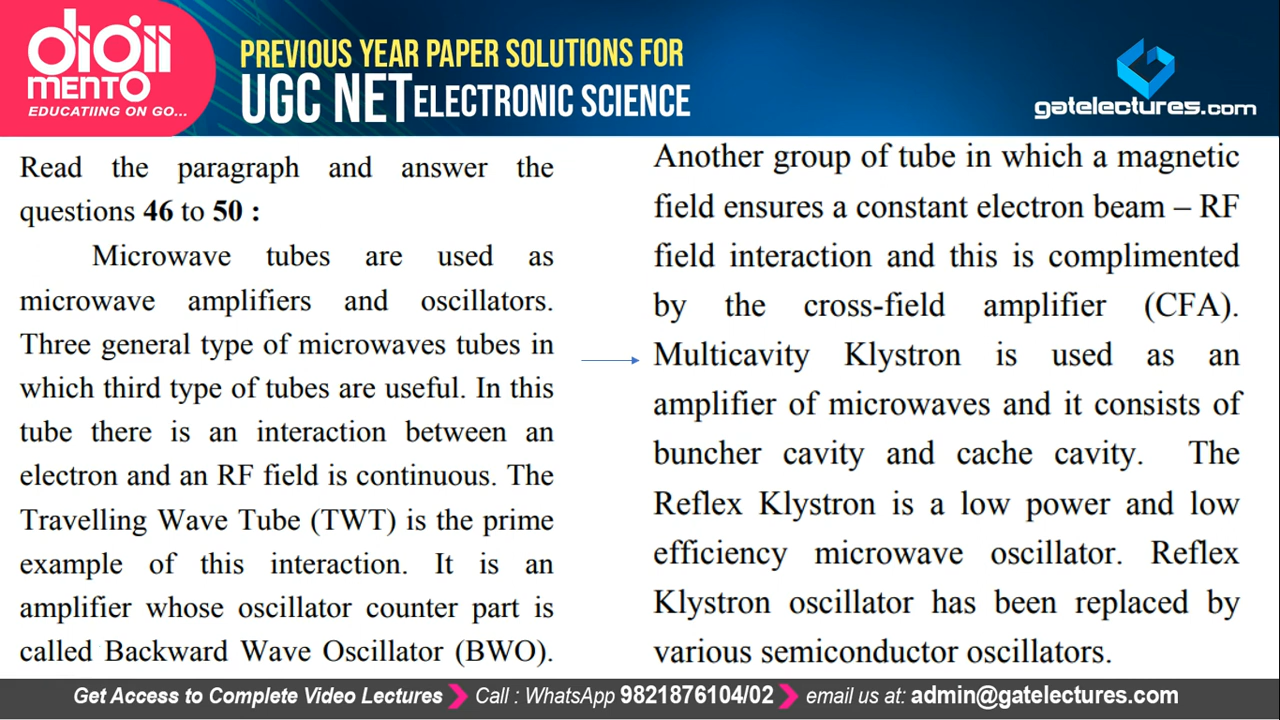 digii
MENTO
EDUCATIING ON GO...
PREVIOUS YEAR PAPER SOLUTIONS FOR
UGC NET ELECTRONIC SCIENCE
gatelectures.com
Read the paragraph and answer the
questions 46 to 50 :
Microwave tubes are used as
microwave amplifiers and oscillators.
Three general type of microwaves tubes in
which third type of tubes are useful. In this
tube there is an interaction between an
electron and an RF field is continuous. The
Travelling Wave Tube (TWT) is the prime
example of this interaction. It is an
amplifier whose oscillator counter part is
called Backward Wave Oscillator (BWO).
Another group of tube in which a magnetic
field ensures a constant electron beam – RF
field interaction and this is complimented
by the cross-field amplifier (CFA).
Multicavity Klystron is used as an
amplifier of microwaves and it consists of
buncher cavity and cache cavity. The
Reflex Klystron is a low power and low
efficiency microwave oscillator. Reflex
Klystron oscillator has been replaced by
various semiconductor oscillators.
Get Access to Complete Video Lectures Call : WhatsApp 9821876104/02 email us at: admin@gatelectures.com